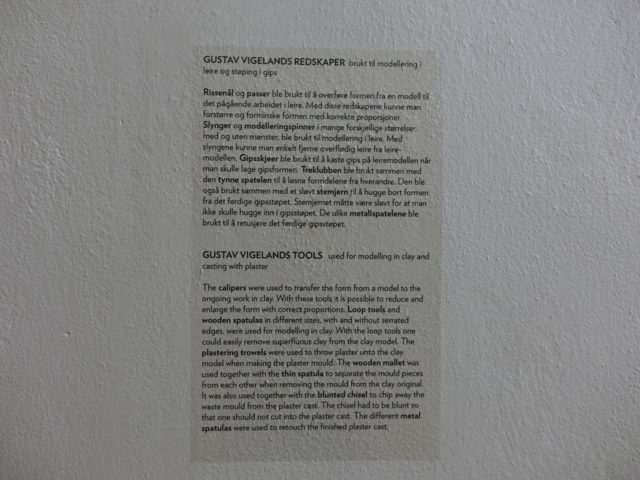 GUSTAV VIGELANDS REDSKAPER brukt til modellering i
leire og støping i gips
Rissenål og passer ble brukt til å overføre formen fra en modell til
det pågående arbeidet i leire. Med disse redskapene kunne man
forstørre og forminske formen med korrekte proporsjoner.
Slynger og modelleringspinner i mange forskjellige størrelser,
med og uten mønster, ble brukt til modellering i leire. Med
slyngene kunne man enkelt fjerne overflødig leire fra leire-
modellen. Gipsskjeer ble brukt til å kaste gips på leiremodellen når
man skulle lage gipsformen. Treklubben ble brukt sammen med
den tynne spatelen til å løsne formdelene fra hverandre. Den ble
også brukt sammen med et sløvt stemjern til å hugge bort formen
fra det ferdige gipsstøpet. Stemjernet måtte være sløvt for at man
ikke skulle hugge inn i gipsstøpet. De ulike metallspatelene ble
brukt til å retusjere det ferdige gipsstøpet.
GUSTAV VIGELANDS TOOLS used for modelling in clay and
casting with plaster
The calipers were used to transfer the form from a model to the
ongoing work in clay. With these tools it is possible to reduce and
enlarge the form with correct proportions. Loop tools and
wooden spatulas in different sizes, with and without serrated
edges, were used for modelling in clay. With the loop tools one
could easily remove superfluous clay from the clay model. The
plastering trowels were used to throw plaster unto the clay
model when making the plaster mould. The wooden mallet was
used together with the thin spatula to separate the mould pieces
from each other when removing the mould from the clay original.
It was also used together with the blunted chisel to chip away the
waste mould from the plaster cast. The chisel had to be blunt so
that one should not cut into the plaster cast. The different metal
spatulas were used to retouch the finished plaster cast.